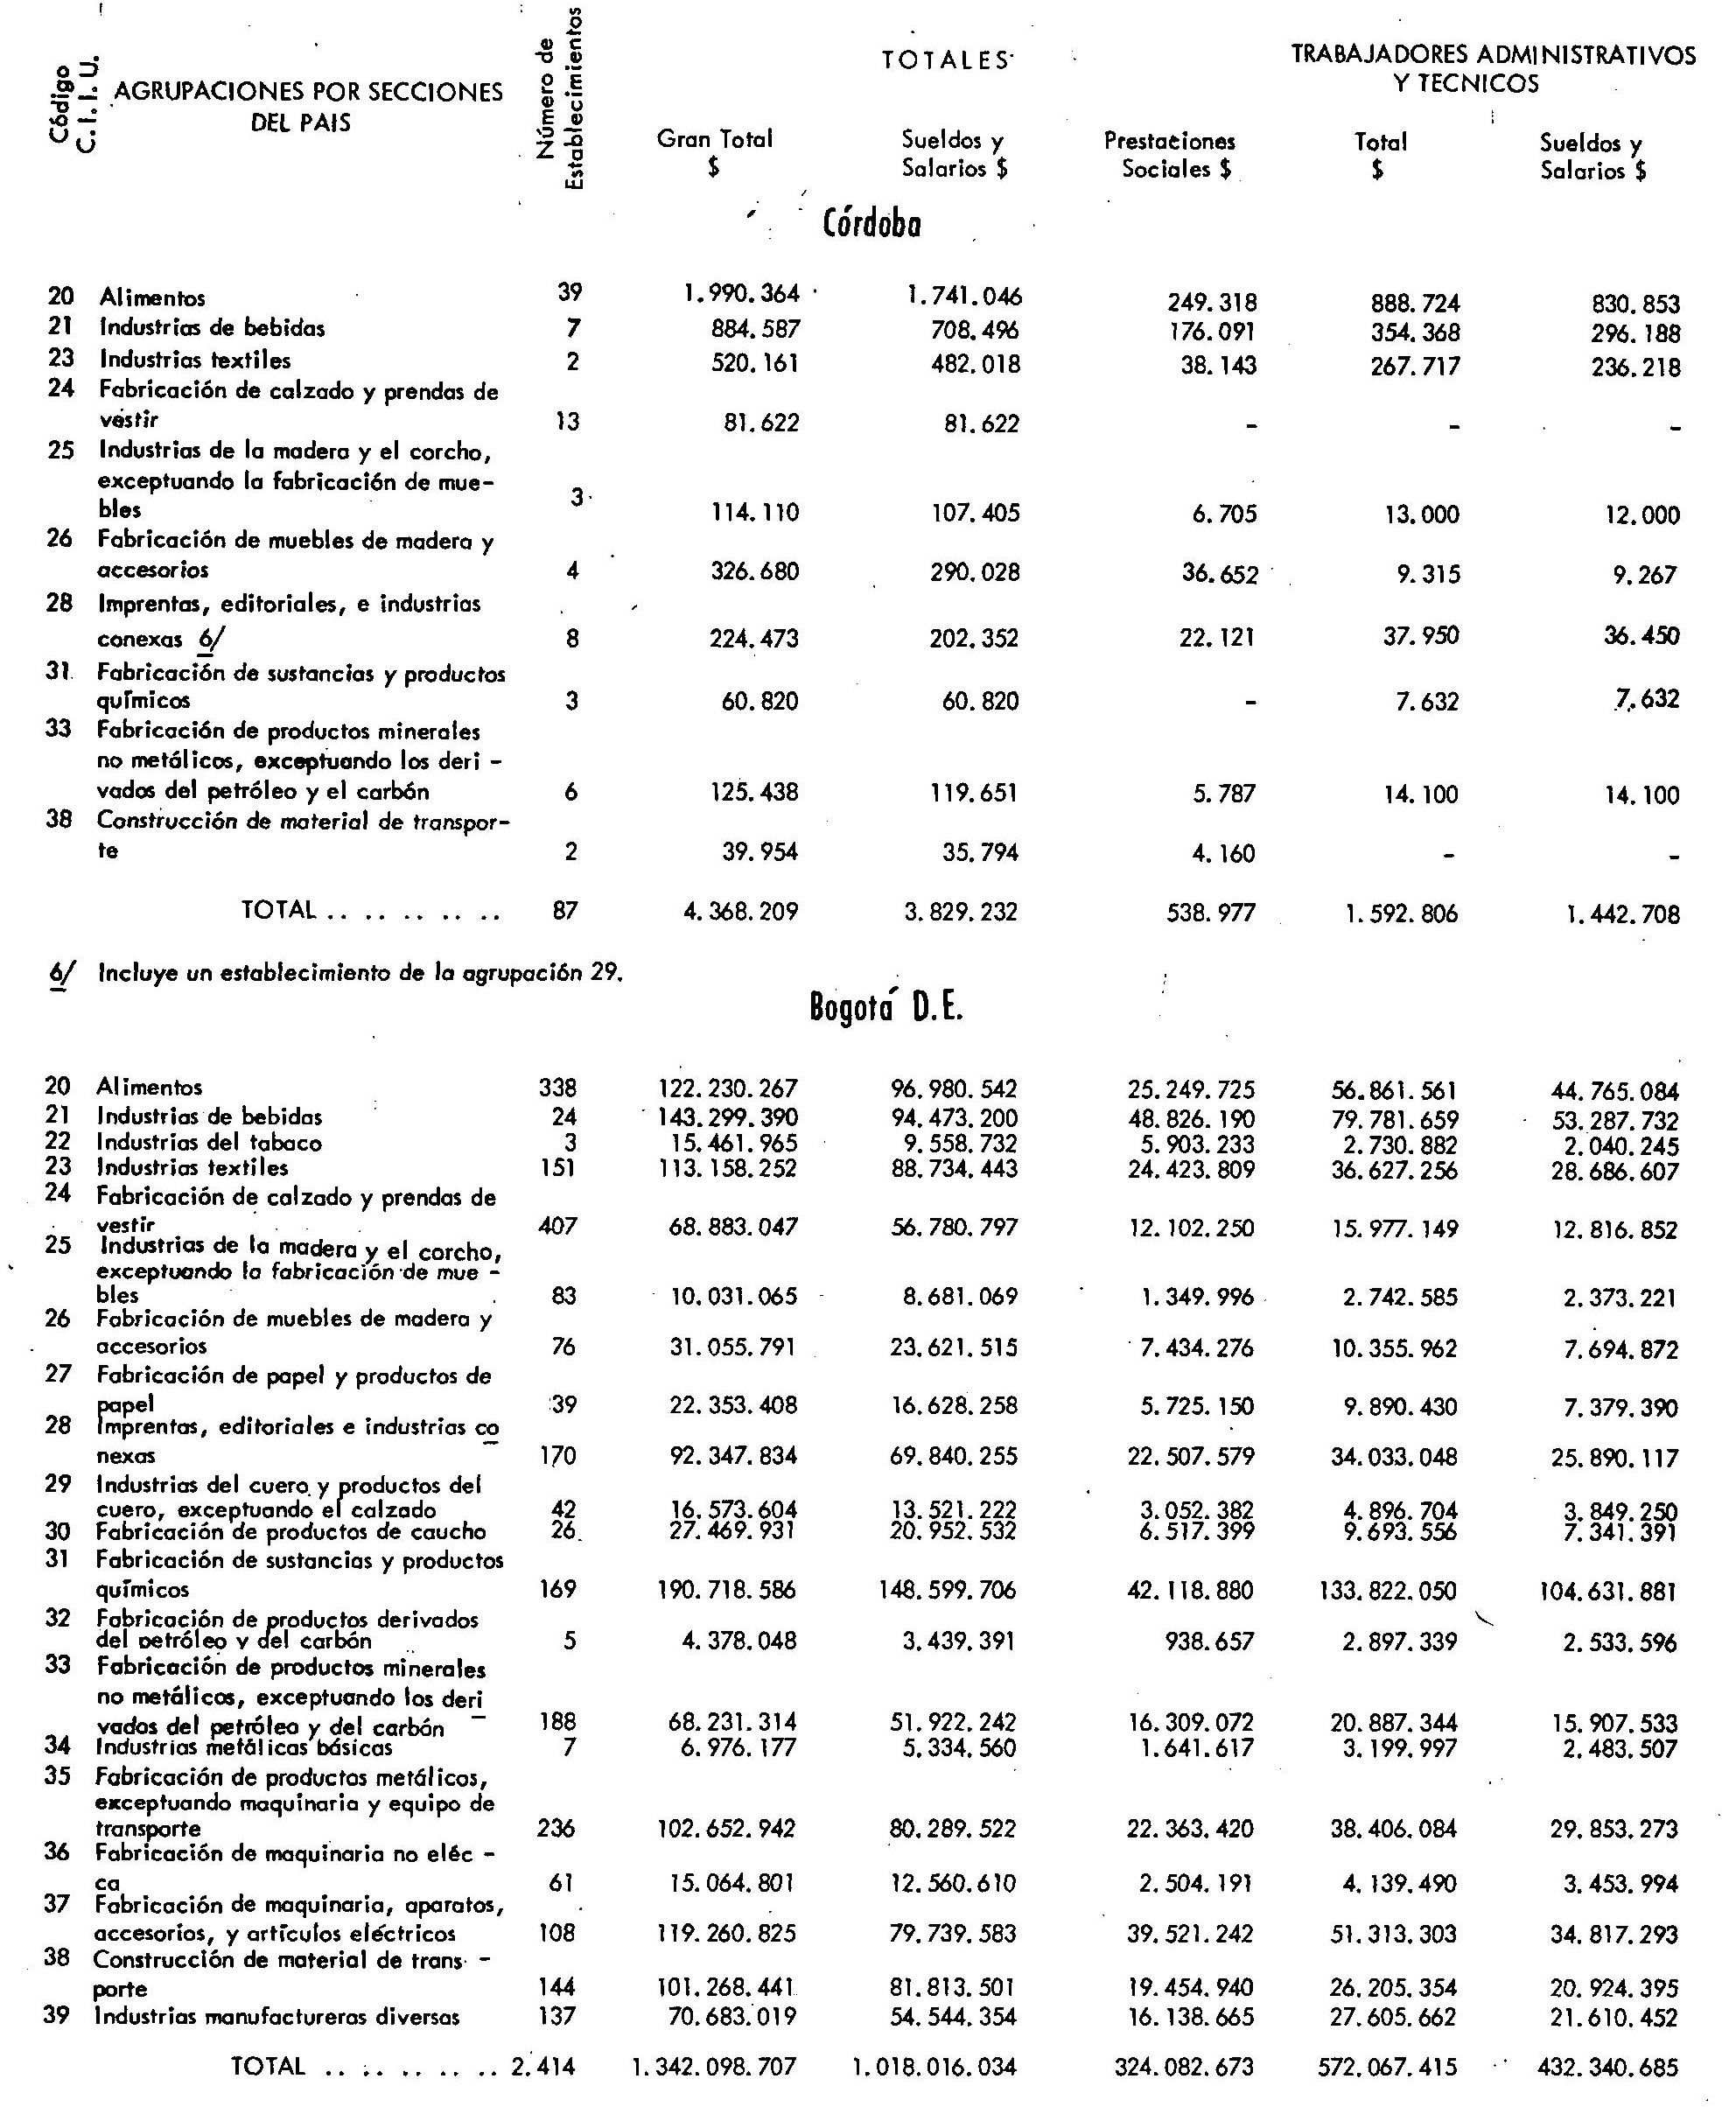 Código C. I. I. U.
AGRUPACIONES POR SECCIONES
DEL PAIS
Número de Establecimientos
TOTALES
TRABAJADORES ADMINISTRATIVOS
Y TECNICOS
Gran Total $
Sueldos y Salarios $
Prestaciones Sociales $
Total $
Sueldos y Salarios $
Córdoba
20 Alimentos 39 1.990.364 1.741.046 249.318 888.724 830.853
21 Industrias de bebidas 7 884.587 708.496 176.091 354.368 296.188
23 Industrias textiles 2 520.161 482.018 38.143 267.717 236.218
24 Fabricación de calzado y prendas de
vestir 13 81.622 81.622 - - -
25 Industrias de la madera y el corcho,
exceptuando la fabricación de mue-
bles 3 114.110 107.405 6.705 13.000 12.000
26 Fabricación de muebles de madera y
accesorios 4 326.680 290.028 36.652 9.315 9.267
28 Imprentas, editoriales, e industrias
conexas 6/ 8 224.473 202.352 22.121 37.950 36.450
31 Fabricación de sustancias y productos
químicos 3 60.820 60.820 - 7.632 7.632
33 Fabricación de productos minerales
no metálicos, exceptuando los deri -
vados del petróleo y el carbón 6 125.438 119.651 5.787 14.100 14.100
38 Construcción de material de transpor-
te 2 39.954 35.794 4.160 - -
TOTAL .. .. .. .. .. 87 4.368.209 3.829.232 538.977 1.592.806 1.442.708
6/ Incluye un establecimiento de la agrupación 29.
Bogotá D.E.
20 Alimentos 338 122.230.267 96.980.542 25.249.725 56.861.561 44.765.084
21 Industrias de bebidas 24 143.299.390 94.473.200 48.826.190 79.781.659 53.287.732
22 Industrias del tabaco 3 15.461.965 9.558.732 5.903.233 2.730.882 2.040.245
23 Industrias textiles 151 113.158.252 88.734.443 24.423.809 36.627.256 28.686.607
24 Fabricación de calzado y prendas de
vestir 407 68.883.047 56.780.797 12.102.250 15.977.149 12.816.852
25 Industrias de la madera y el corcho,
exceptuando la fabricación de mue -
bles 83 10.031.065 8.681.069 1.349.996 2.742.585 2.373.221
26 Fabricación de muebles de madera y
accesorios 76 31.055.791 23.621.515 7.434.276 10.355.962 7.694.872
27 Fabricación de papel y productos de
papel 39 22.353.408 16.628.258 5.725.150 9.890.430 7.379.390
28 Imprentas, editoriales e industrias co
nexas 170 92.347.834 69.840.255 22.507.579 34.033.048 25.890.117
29 Industrias del cuero y productos del
cuero, exceptuando el calzado 42 16.573.604 13.521.222 3.052.382 4.896.704 3.849.250
30 Fabricación de productos de caucho 26 27.469.931 20.952.532 6.517.399 9.693.556 7.341.391
31 Fabricación de sustancias y productos
químicos 169 190.718.586 148.599.706 42.118.880 133.822.050 104.631.881
32 Fabricación de productos derivados
del petróleo y del carbón 5 4.378.048 3.439.391 938.657 2.897.339 2.533.596
33 Fabricación de productos minerales
no metálicos, exceptuando los deri
vados del petróleo y del carbón 188 68.231.314 51.922.242 16.309.072 20.887.344 15.907.533
34 Industrias metálicas básicas 7 6.976.177 5.334.560 1.641.617 3.199.997 2.483.507
35 Fabricación de productos metálicos,
exceptuando maquinaria y equipo de
transporte 236 102.652.942 80.289.522 22.363.420 38.406.084 29.853.273
36 Fabricación de maquinaria no eléc -
ca 61 15.064.801 12.560.610 2.504.191 4.139.490 3.453.994
37 Fabricación de maquinaria, aparatos,
accesorios, y artículos eléctricos 108 119.260.825 79.739.583 39.521.242 51.313.303 34.817.293
38 Construcción de material de trans -
porte 144 101.268.441 81.813.501 19.454.940 26.205.354 20.924.395
39 Industrias manufactureras diversas 137 70.683.019 54.544.354 16.138.665 27.605.662 21.610.452
TOTAL .. .. .. .. .. 2.414 1.342.098.707 1.018.016.034 324.082.673 572.067.415 432.340.685